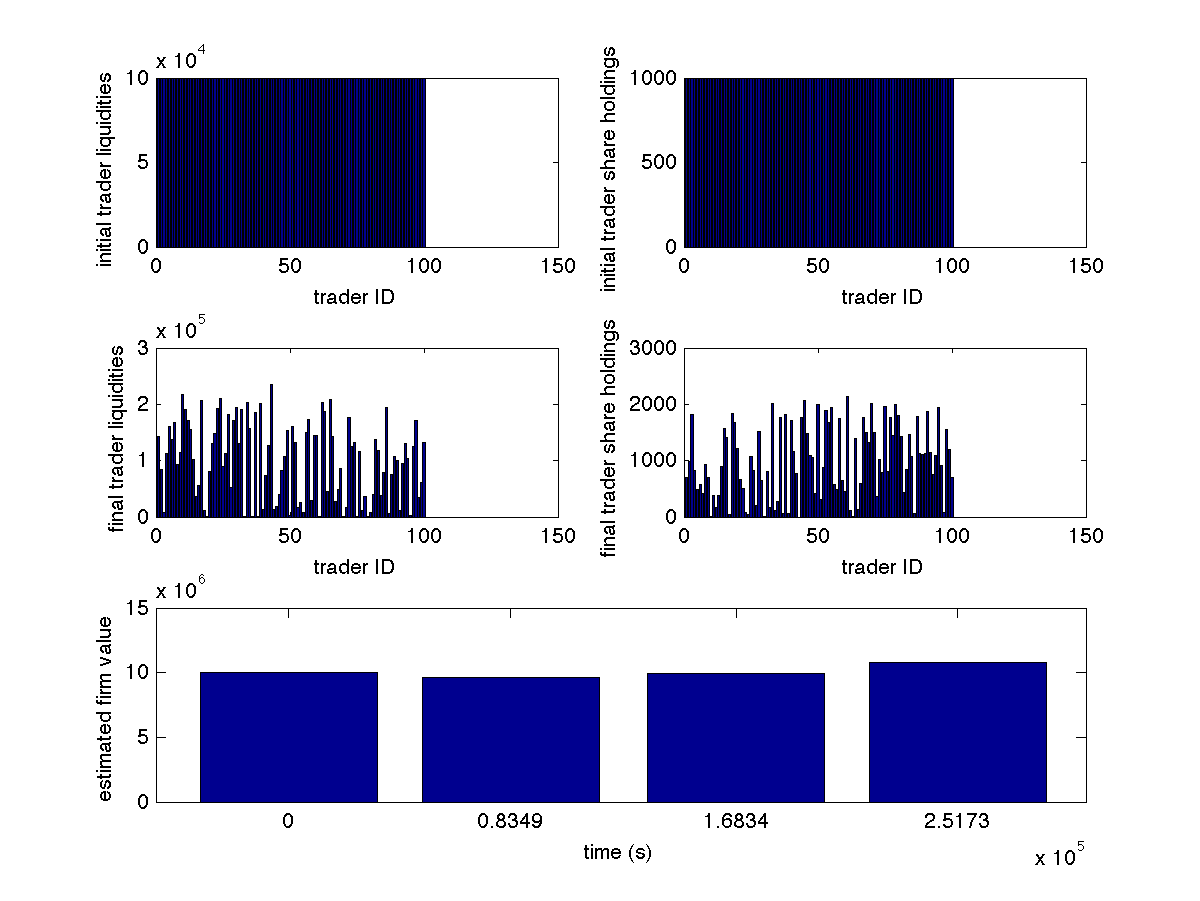 x 10^4
10
5
0
initial trader liquidities
0 50 100 150
trader ID
1000
500
0
initial trader share holdings
0 50 100 150
trader ID
x 10^5
3
2
1
0
final trader liquidities
0 50 100 150
trader ID
3000
2000
1000
0
final trader share holdings
0 50 100 150
trader ID
x 10^6
15
10
5
0
estimated firm value
0 0.8349 1.6834 2.5173
time (s)
x 10^5